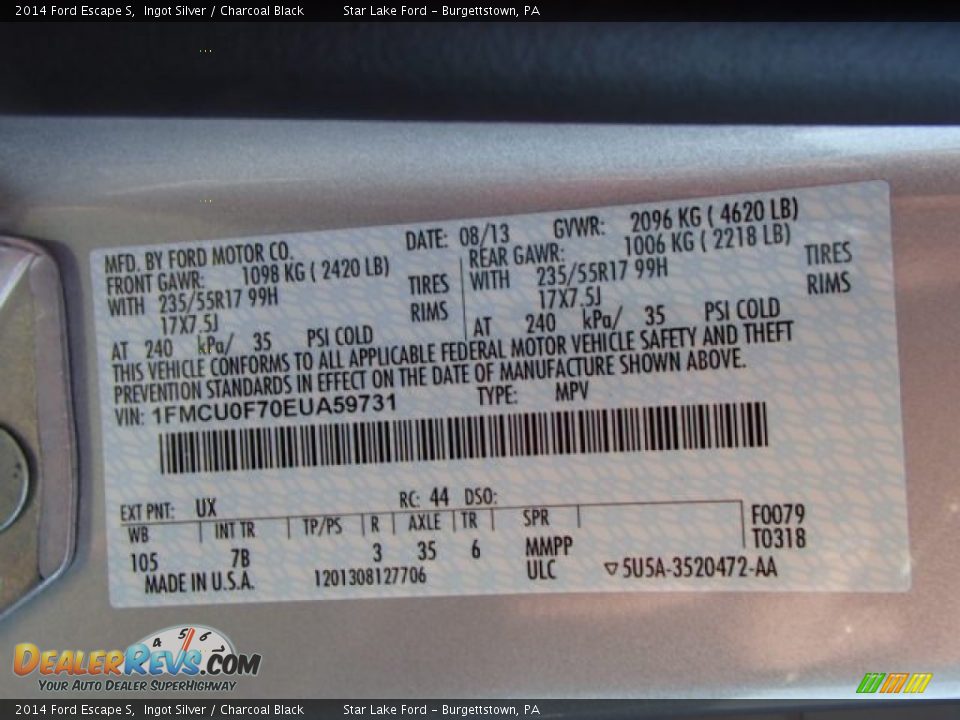 2014 Ford Escape S,  Ingot Silver / Charcoal Black          Star Lake Ford - Burgettstown, PA
MFD. BY FORD MOTOR CO.   DATE: 08/13   GVWR: 2096 KG ( 4620 LB)
FRONT GAWR: 1098 KG ( 2420 LB)   REAR GAWR: 1006 KG ( 2218 LB)
WITH 235/55R17 99H TIRES   WITH 235/55R17 99H TIRES
17X7.5J RIMS   17X7.5J RIMS
AT 240 kPa/ 35 PSI COLD   AT 240 kPa/ 35 PSI COLD
THIS VEHICLE CONFORMS TO ALL APPLICABLE FEDERAL MOTOR VEHICLE SAFETY AND THEFT
PREVENTION STANDARDS IN EFFECT ON THE DATE OF MANUFACTURE SHOWN ABOVE.
VIN: 1FMCU0F70EUA59731   TYPE: MPV
EXT PNT: UX   RC: 44 DSO:
WB | INT TR | TP/PS | R | AXLE | TR | SPR |   F0079
105 7B 3 35 6 MMPP   T0318
MADE IN U.S.A. 1201308127706 ULC ▽5U5A-3520472-AA
4 5 6
DEALERREVS.COM
YOUR AUTO DEALER SUPERHIGHWAY
2014 Ford Escape S,  Ingot Silver / Charcoal Black          Star Lake Ford - Burgettstown, PA